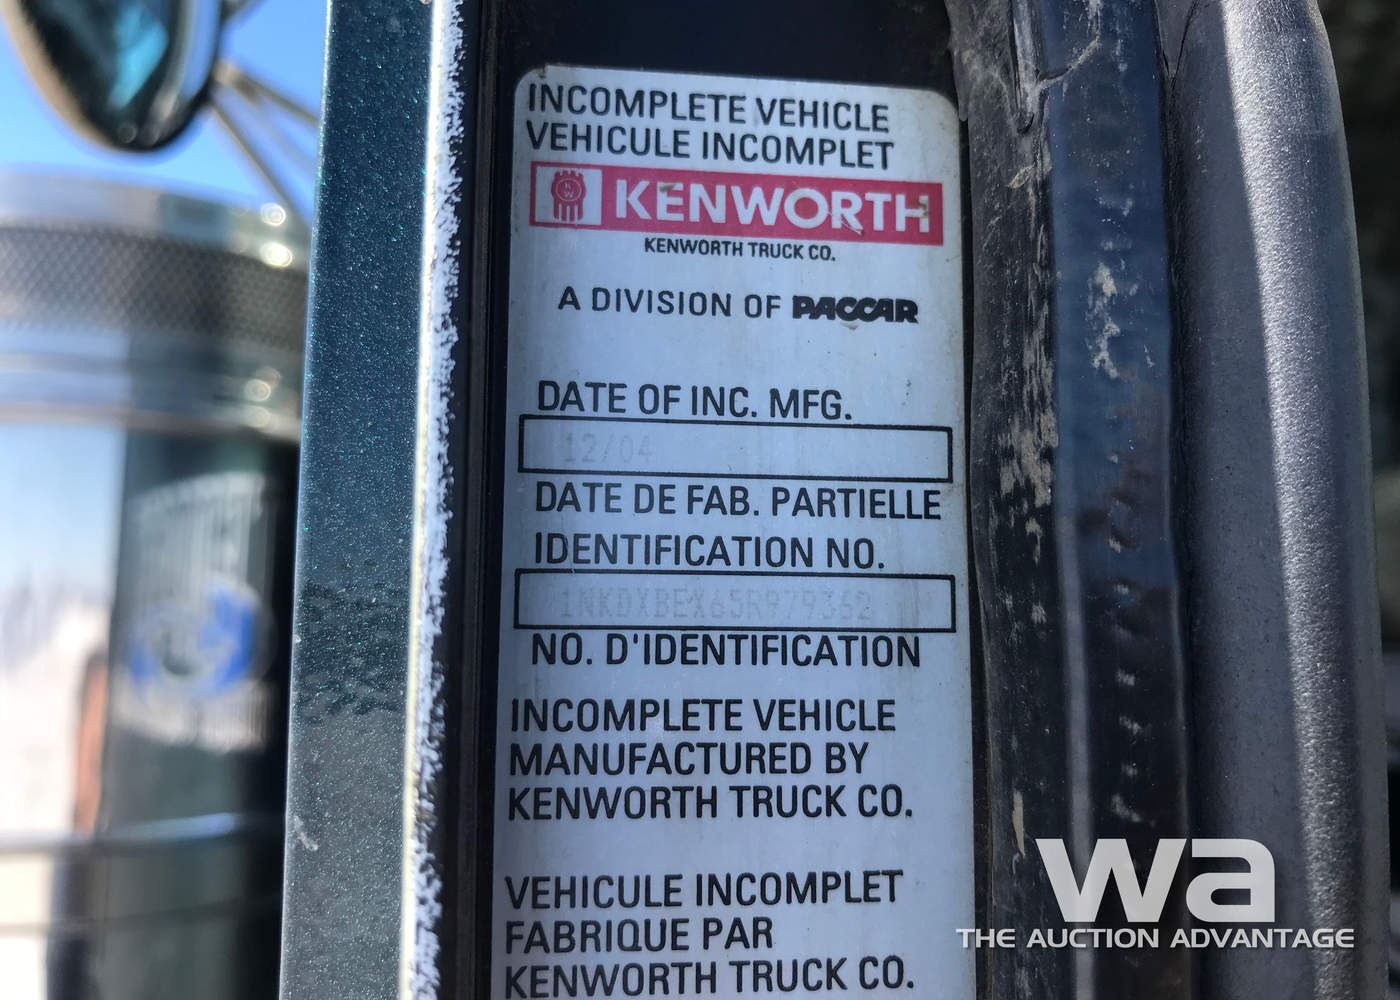 INCOMPLETE VEHICLE
VEHICULE INCOMPLET
KW KENWORTH
KENWORTH TRUCK CO.
A DIVISION OF PACCAR
DATE OF INC. MFG.
12/04
DATE DE FAB. PARTIELLE
IDENTIFICATION NO.
1NKDXBEX65R979362
NO. D'IDENTIFICATION
INCOMPLETE VEHICLE
MANUFACTURED BY
KENWORTH TRUCK CO.
VEHICULE INCOMPLET
FABRIQUE PAR
KENWORTH TRUCK CO.
wa
THE AUCTION ADVANTAGE